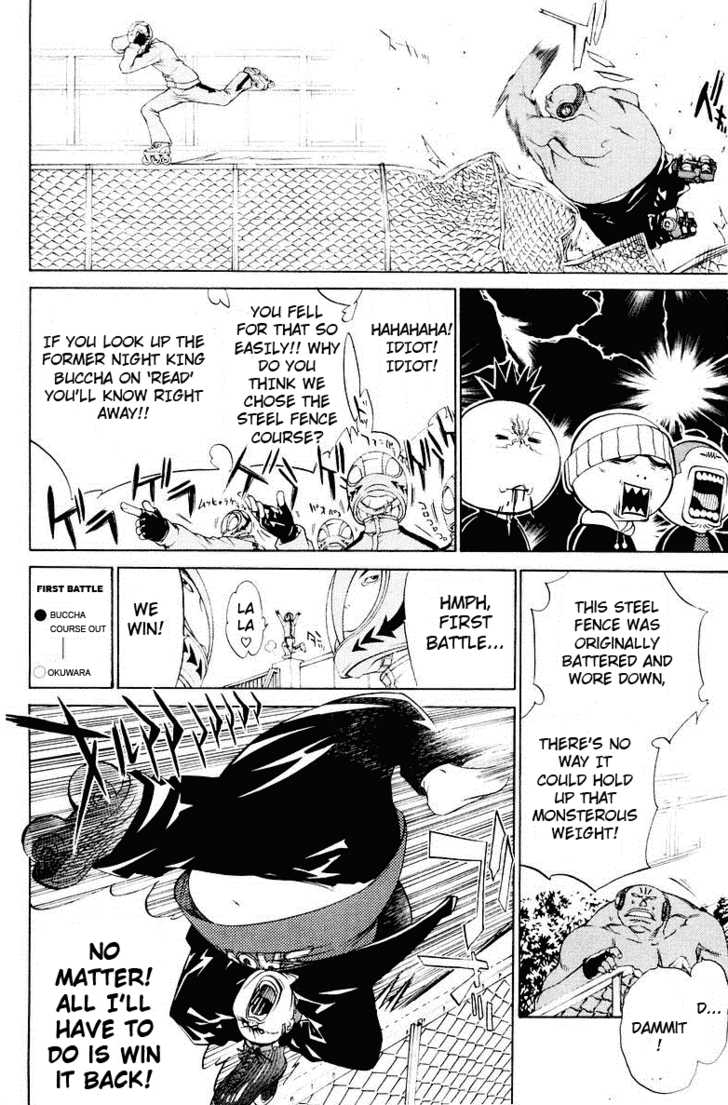 HAHAHAHA!
IDIOT!
IDIOT!
YOU FELL
FOR THAT SO
EASILY!! WHY
DO YOU
THINK WE
CHOSE THE
STEEL FENCE
COURSE?
IF YOU LOOK UP THE
FORMER NIGHT KING
BUCCHA ON 'READ'
YOU'LL KNOW RIGHT
AWAY!!
THIS STEEL
FENCE WAS
ORIGINALLY
BATTERED AND
WORE DOWN,
THERE'S NO
WAY IT
COULD HOLD
UP THAT
MONSTEROUS
WEIGHT!
D...
DAMMIT
!
HMPH,
FIRST
BATTLE...
LA
LA
♡
WE
WIN!
FIRST BATTLE
BUCCHA
COURSE OUT
OKUWARA
NO
MATTER!
ALL I'LL
HAVE TO
DO IS WIN
IT BACK!